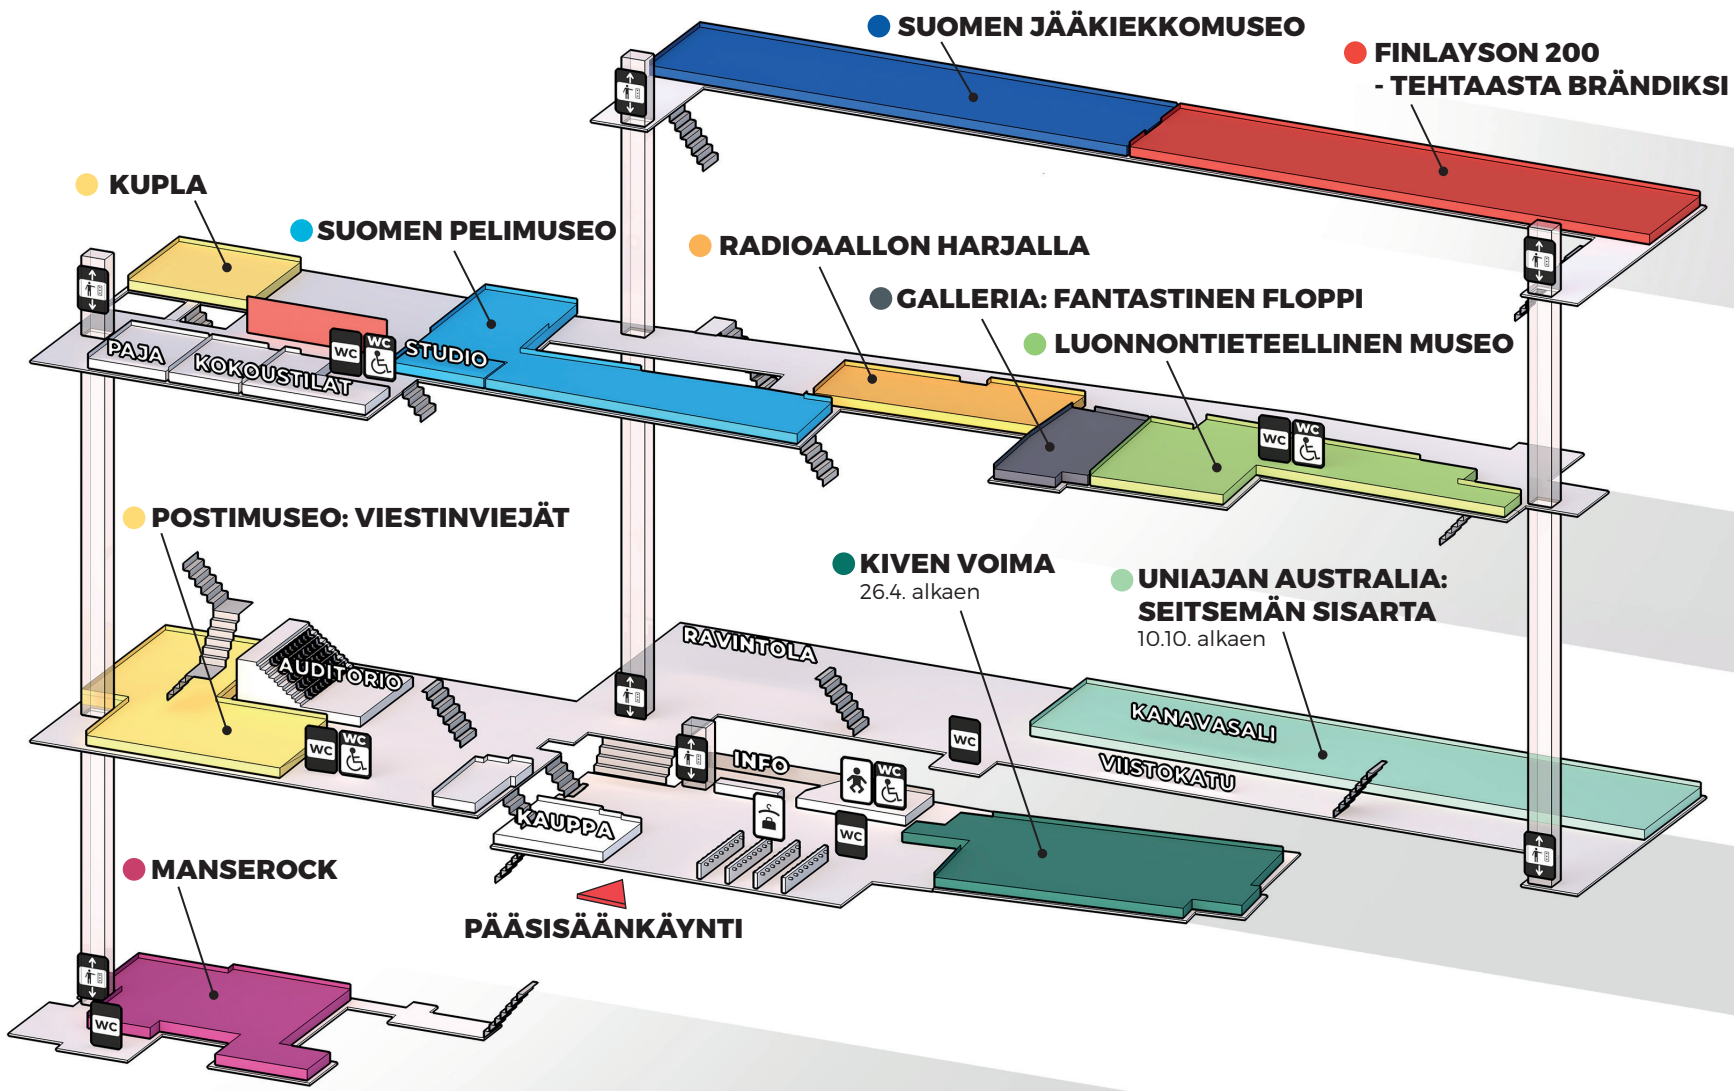 SUOMEN JÄÄKIEKKOMUSEO
FINLAYSON 200
- TEHTAASTA BRÄNDIKSI
KUPLA
SUOMEN PELIMUSEO
RADIOAALLON HARJALLA
GALLERIA: FANTASTINEN FLOPPI
LUONNONTIETEELLINEN MUSEO
PAJA
KOKOUSTILAT
WC
WC
STUDIO
WC
WC
POSTIMUSEO: VIESTINVIEJÄT
KIVEN VOIMA
26.4. alkaen
UNIAJAN AUSTRALIA:
SEITSEMÄN SISARTA
10.10. alkaen
AUDITORIO
RAVINTOLA
KANAVASALI
VIISTOKATU
WC
WC
WC
INFO
WC
WC
KAUPPA
MANSEROCK
PÄÄSISÄÄNKÄYNTI
WC